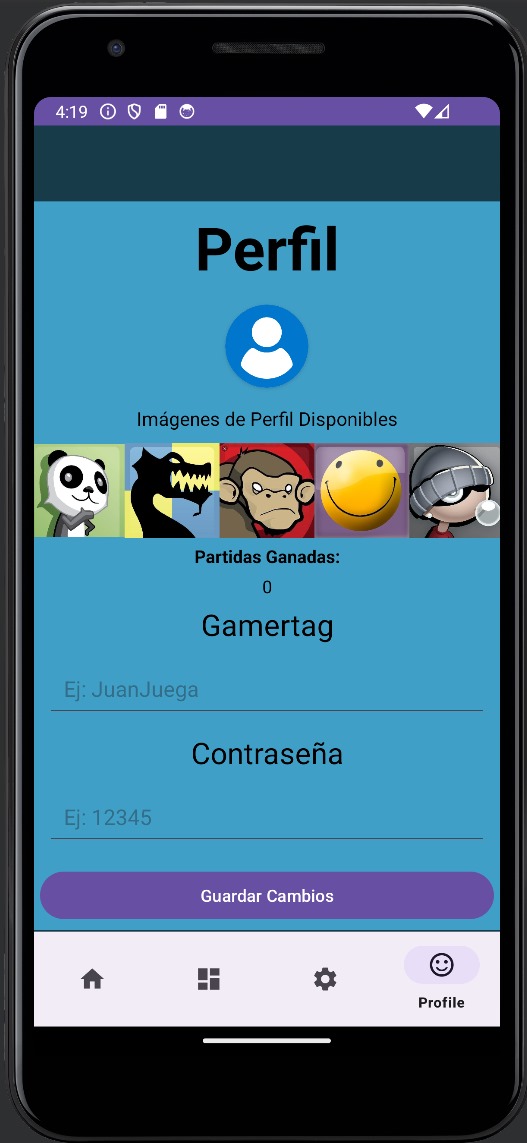 4:19
Perfil
Imágenes de Perfil Disponibles
Partidas Ganadas:
0
Gamertag
Ej: JuanJuega
Contraseña
Ej: 12345
Guardar Cambios
Profile